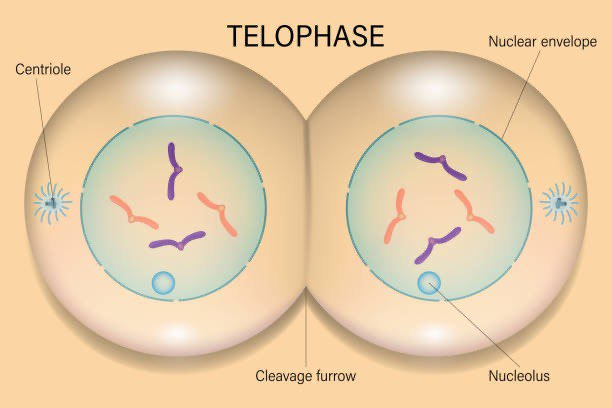 TELOPHASE
Nuclear envelope
Centriole
Cleavage furrow
Nucleolus